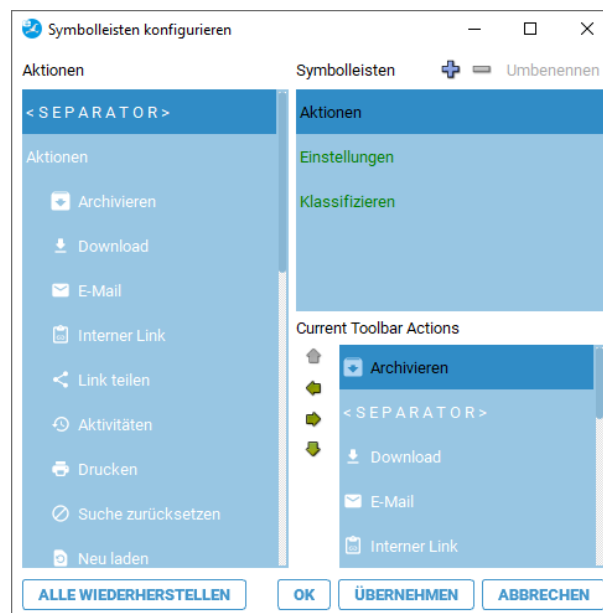 Symbolleisten konfigurieren
Aktionen
<SEPARATOR>
Aktionen
Archivieren
Download
E-Mail
Interner Link
Link teilen
Aktivitäten
Drucken
Suche zurücksetzen
Neu laden
Symbolleisten
Umbenennen
Aktionen
Einstellungen
Klassifizieren
Current Toolbar Actions
Archivieren
<SEPARATOR>
Download
E-Mail
Interner Link
ALLE WIEDERHERSTELLEN
OK
ÜBERNEHMEN
ABBRECHEN